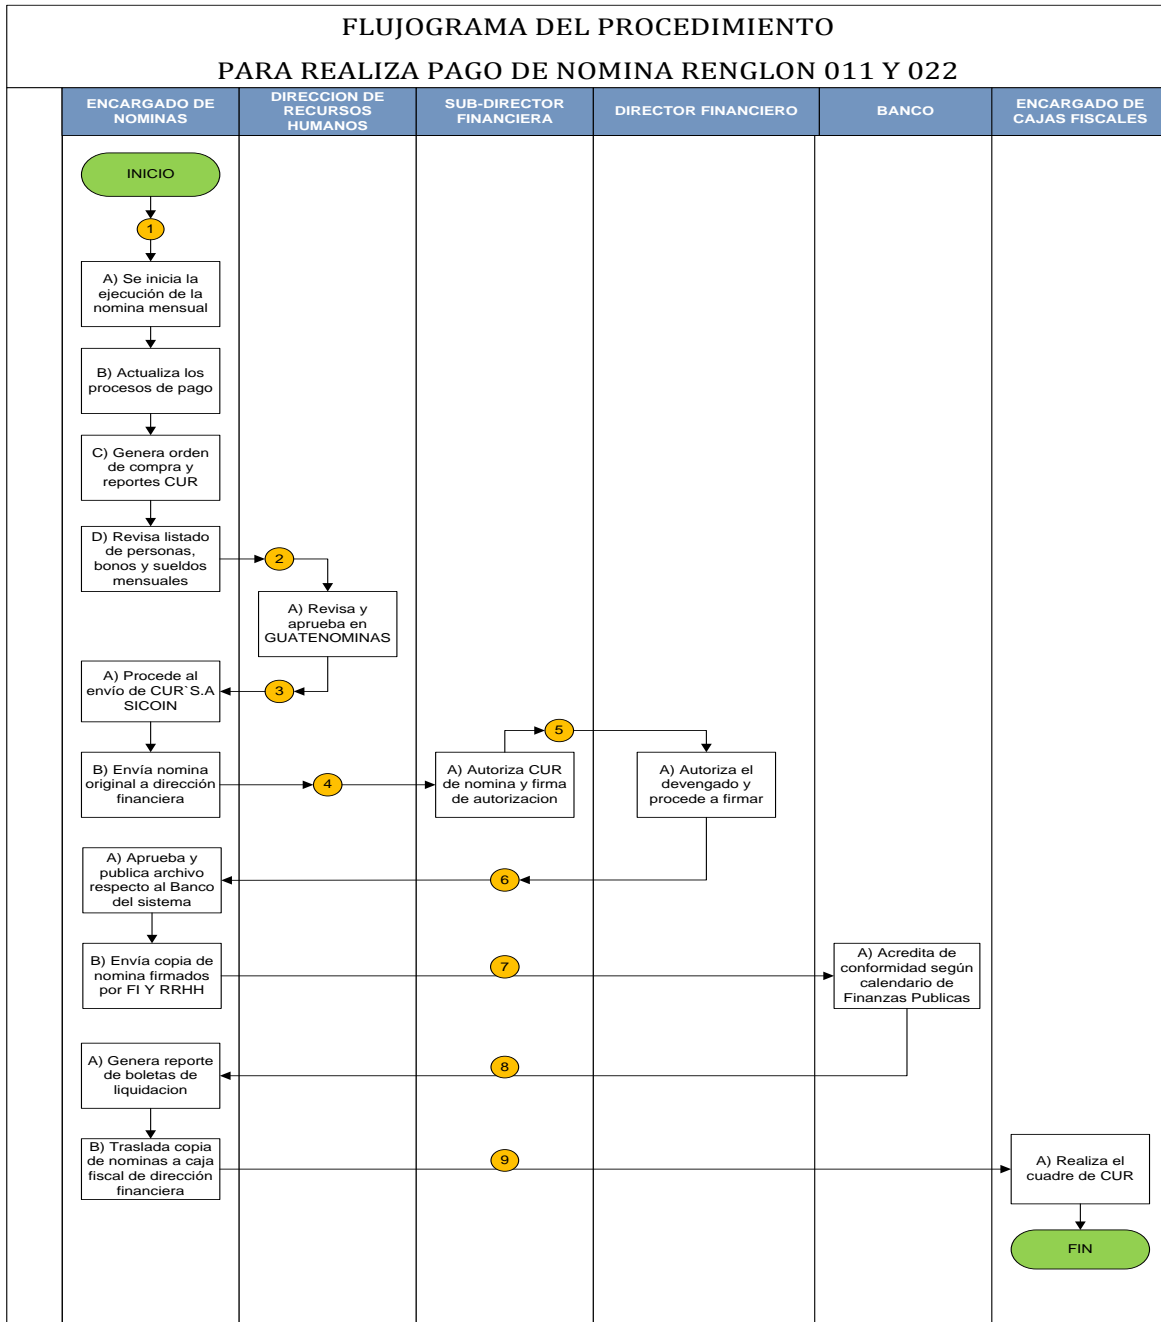 FLUJOGRAMA DEL PROCEDIMIENTO
PARA REALIZA PAGO DE NOMINA RENGLON 011 Y 022
ENCARGADO DE
NOMINAS
DIRECCION DE
RECURSOS
HUMANOS
SUB-DIRECTOR
FINANCIERA
DIRECTOR FINANCIERO
BANCO
ENCARGADO DE
CAJAS FISCALES
INICIO
1
A) Se inicia la
ejecución de la
nomina mensual
B) Actualiza los
procesos de pago
C) Genera orden
de compra y
reportes CUR
D) Revisa listado
de personas,
bonos y sueldos
mensuales
2
A) Revisa y
aprueba en
GUATENOMINAS
3
A) Procede al
envío de CUR`S.A
SICOIN
B) Envía nomina
original a dirección
financiera
4
A) Autoriza CUR
de nomina y firma
de autorizacion
5
A) Autoriza el
devengado y
procede a firmar
6
A) Aprueba y
publica archivo
respecto al Banco
del sistema
B) Envía copia de
nomina firmados
por FI Y RRHH
7
A) Acredita de
conformidad según
calendario de
Finanzas Publicas
8
A) Genera reporte
de boletas de
liquidacion
B) Traslada copia
de nominas a caja
fiscal de dirección
financiera
9
A) Realiza el
cuadre de CUR
FIN